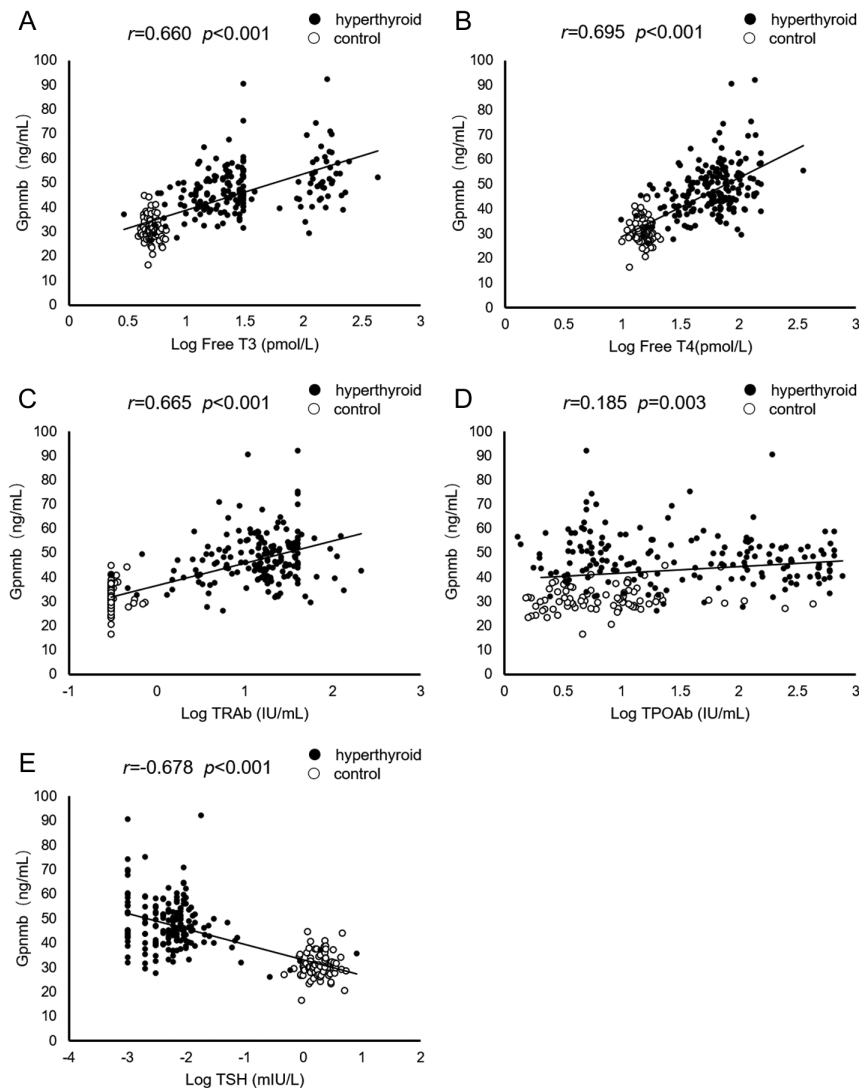 A
r=0.660 p<0.001
hyperthyroid
control
Gpnmb (ng/mL)
100
90
80
70
60
50
40
30
20
10
0
0 0.5 1 1.5 2 2.5 3
Log Free T3 (pmol/L)
B
r=0.695 p<0.001
hyperthyroid
control
Gpnmb (ng/mL)
100
90
80
70
60
50
40
30
20
10
0
0 0.5 1 1.5 2 2.5 3
Log Free T4(pmol/L)
C
r=0.665 p<0.001
hyperthyroid
control
Gpnmb (ng/mL)
100
90
80
70
60
50
40
30
20
10
0
-1 0 1 2 3
Log TRAb (IU/mL)
D
r=0.185 p=0.003
hyperthyroid
control
Gpnmb (ng/mL)
100
90
80
70
60
50
40
30
20
10
0
0 0.5 1 1.5 2 2.5 3
Log TPOAb (IU/mL)
E
r=-0.678 p<0.001
hyperthyroid
control
Gpnmb (ng/mL)
100
90
80
70
60
50
40
30
20
10
0
-4 -3 -2 -1 0 1 2
Log TSH (mIU/L)